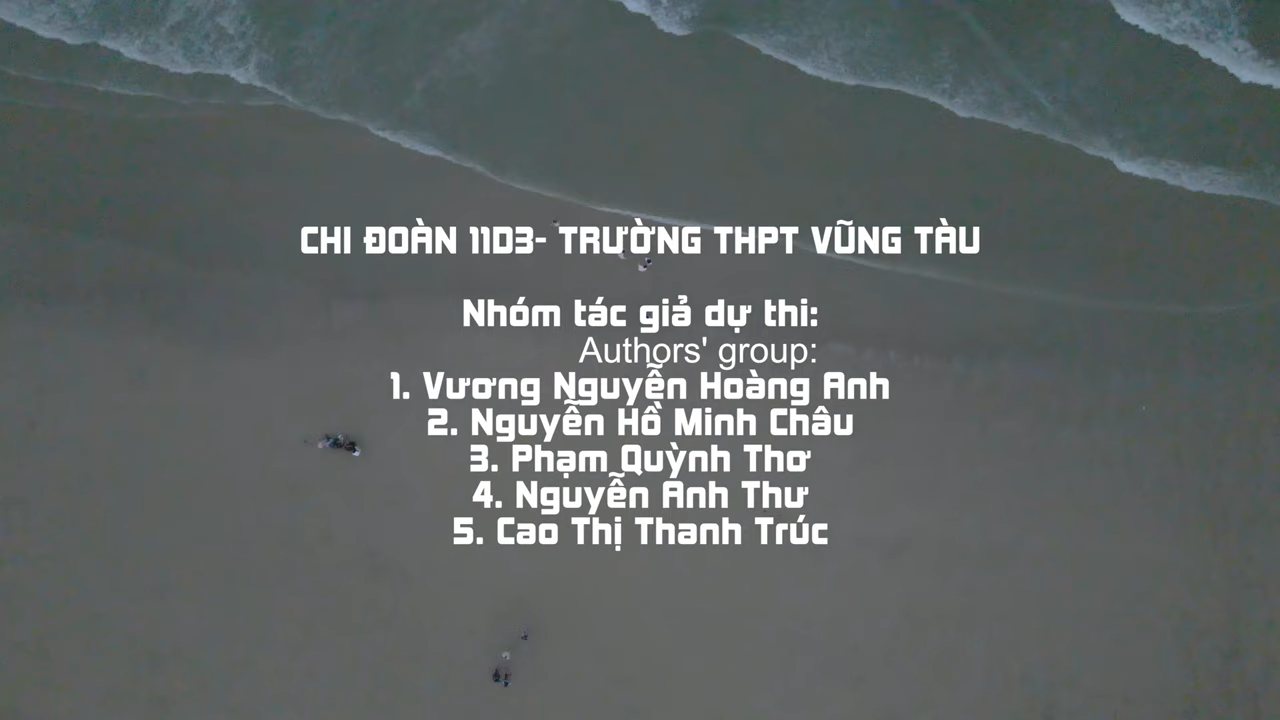 CHI ĐOÀN 11D3- TRƯỜNG THPT VŨNG TÀU
Nhóm tác giả dự thi:
Authors' group:
1. Vương Nguyễn Hoàng Anh
2. Nguyễn Hồ Minh Châu
3. Phạm Quỳnh Thơ
4. Nguyễn Anh Thư
5. Cao Thị Thanh Trúc